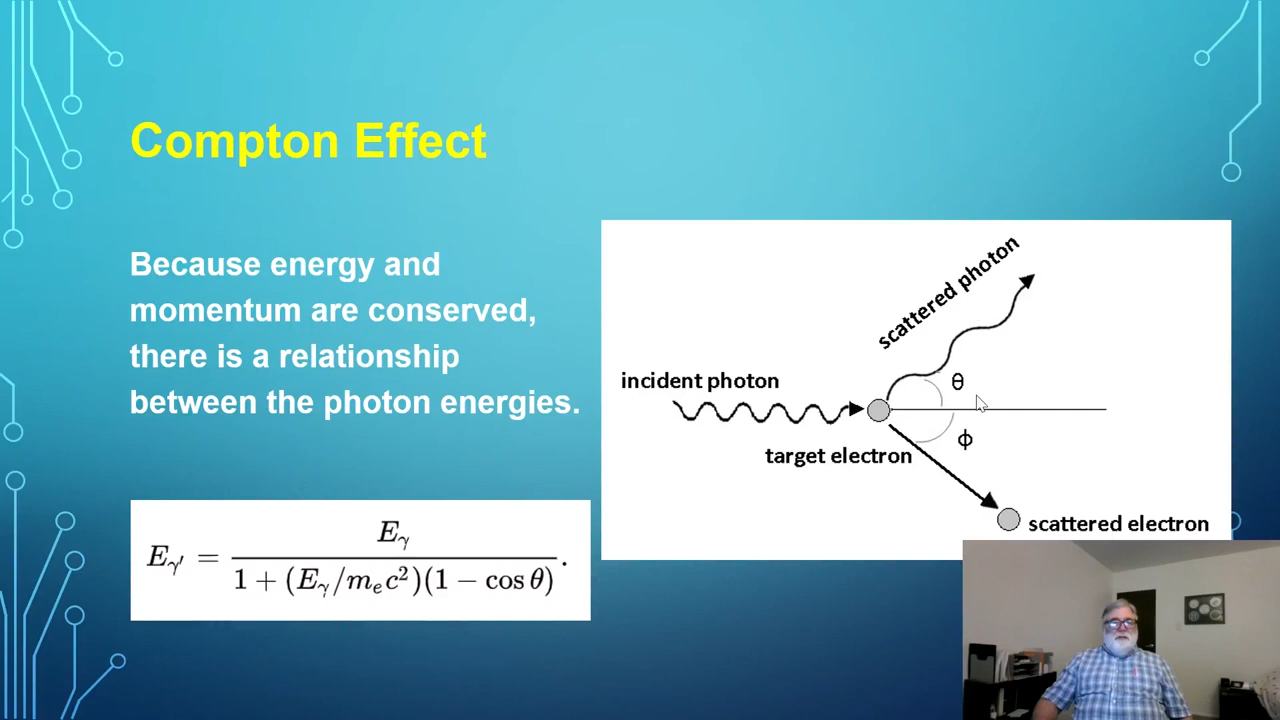 Compton Effect
Because energy and
momentum are conserved,
there is a relationship
between the photon energies.
E_γ′ = E_γ / 1 + (E_γ/m_e c²)(1 − cos θ).
scattered photon
incident photon
θ
target electron
ϕ
scattered electron